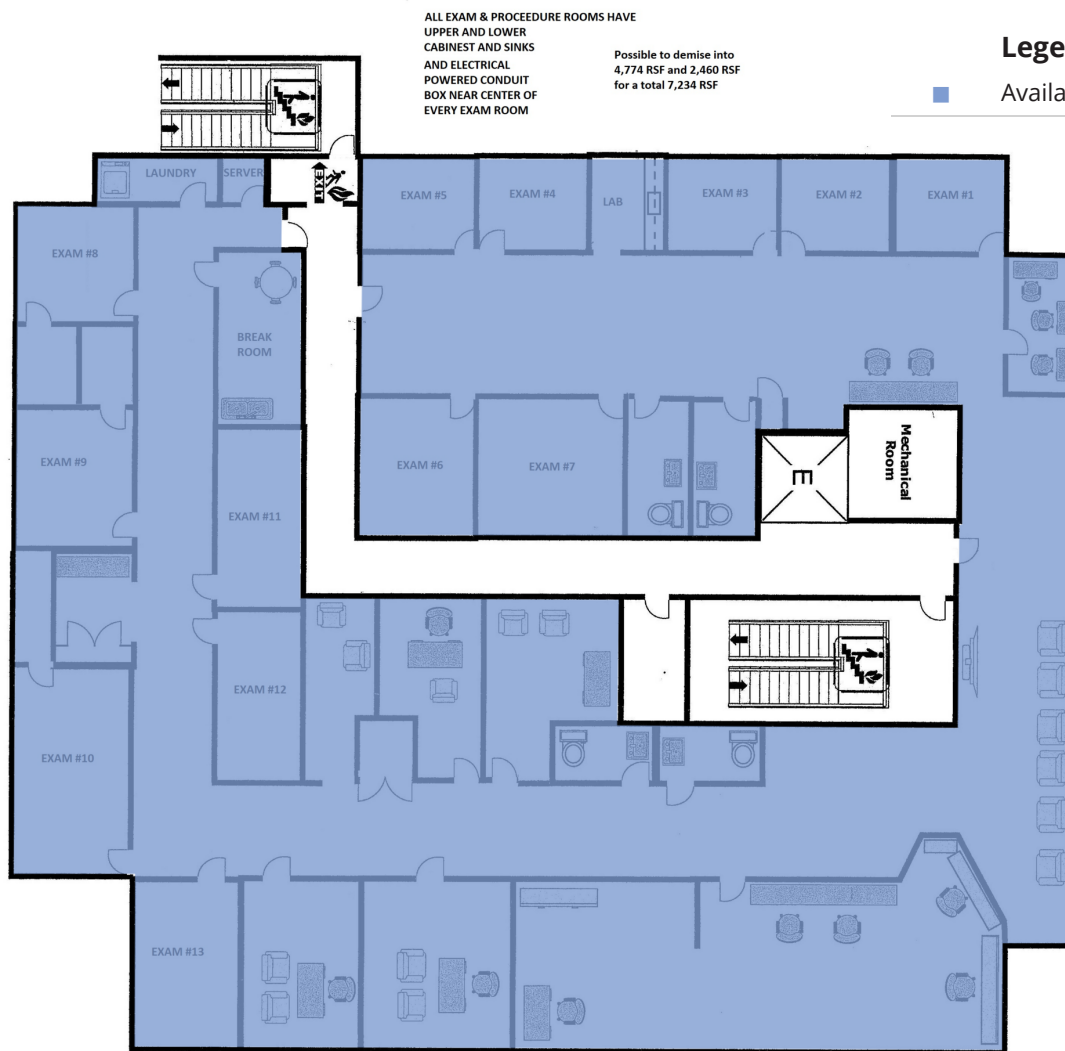 ALL EXAM & PROCEEDURE ROOMS HAVE
UPPER AND LOWER
CABINEST AND SINKS
AND ELECTRICAL
POWERED CONDUIT
BOX NEAR CENTER OF
EVERY EXAM ROOM
Possible to demise into
4,774 RSF and 2,460 RSF
for a total 7,234 RSF
Lege
Availa
LAUNDRY
SERVER
EXIT
EXAM #5
EXAM #4
LAB
EXAM #3
EXAM #2
EXAM #1
EXAM #8
BREAK
ROOM
EXAM #9
EXAM #6
EXAM #7
E
Mechanical
Room
EXAM #11
EXAM #12
EXAM #10
EXAM #13